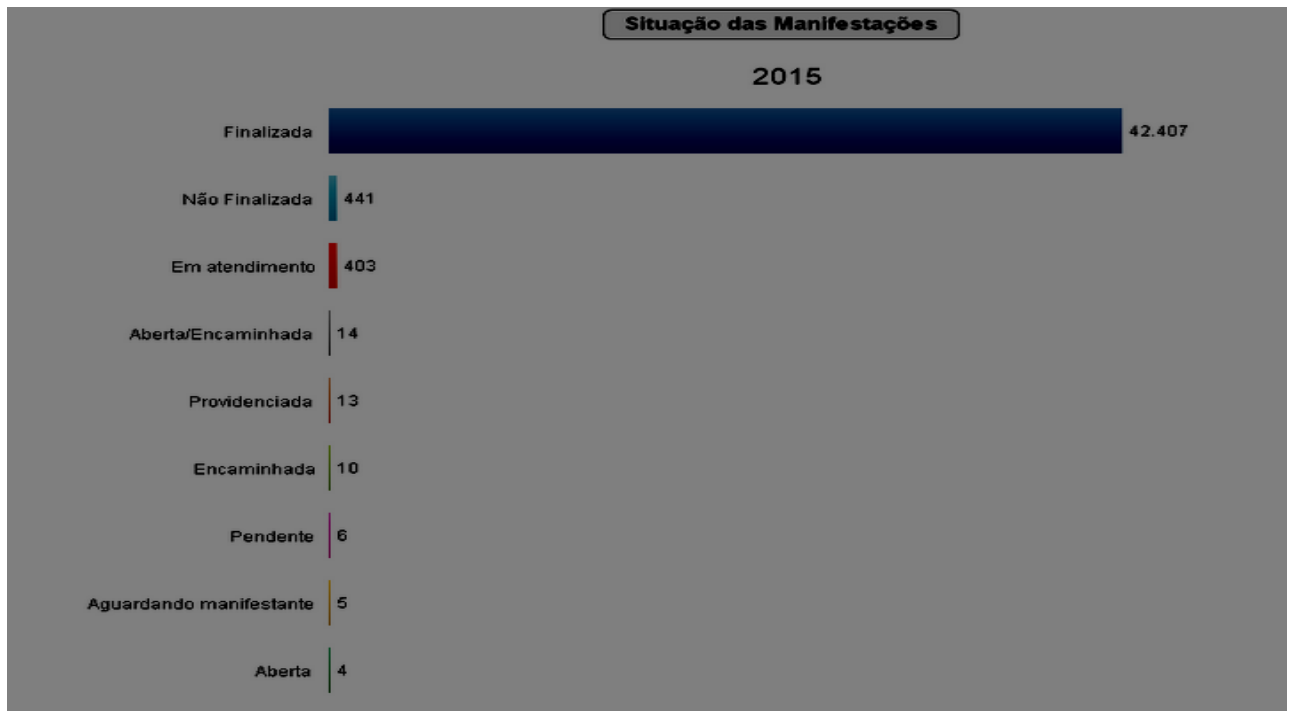 Situação das Manifestações
2015
Finalizada 42.407
Não Finalizada 441
Em atendimento 403
Aberta/Encaminhada 14
Providenciada 13
Encaminhada 10
Pendente 6
Aguardando manifestante 5
Aberta 4